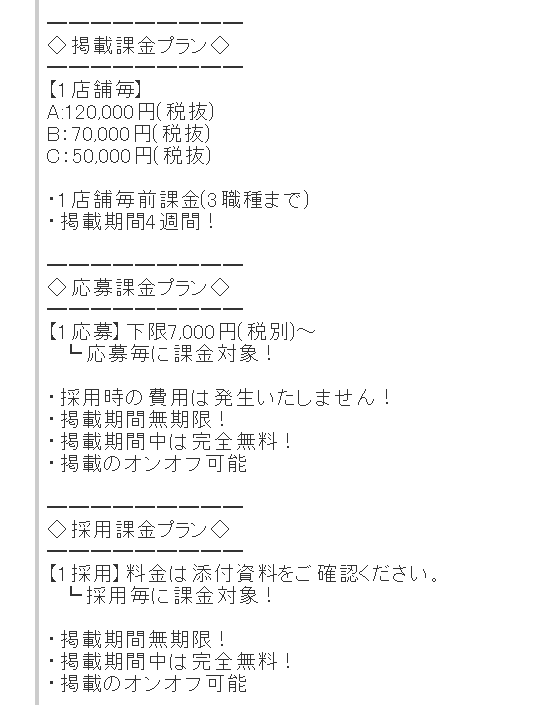 ーーーーーーーーー
◇掲載課金プラン◇
ーーーーーーーーー
【1店舗毎】
A:120,000円(税抜)
B:70,000円(税抜)
C:50,000円(税抜)
・1店舗毎前課金(3職種まで)
・掲載期間4週間！
ーーーーーーーーー
◇応募課金プラン◇
ーーーーーーーーー
【1応募】下限7,000円(税別)～
┗応募毎に課金対象！
・採用時の費用は発生いたしません！
・掲載期間無期限！
・掲載期間中は完全無料！
・掲載のオンオフ可能
ーーーーーーーーー
◇採用課金プラン◇
ーーーーーーーーー
【1採用】料金は添付資料をご確認ください。
┗採用毎に課金対象！
・掲載期間無期限！
・掲載期間中は完全無料！
・掲載のオンオフ可能